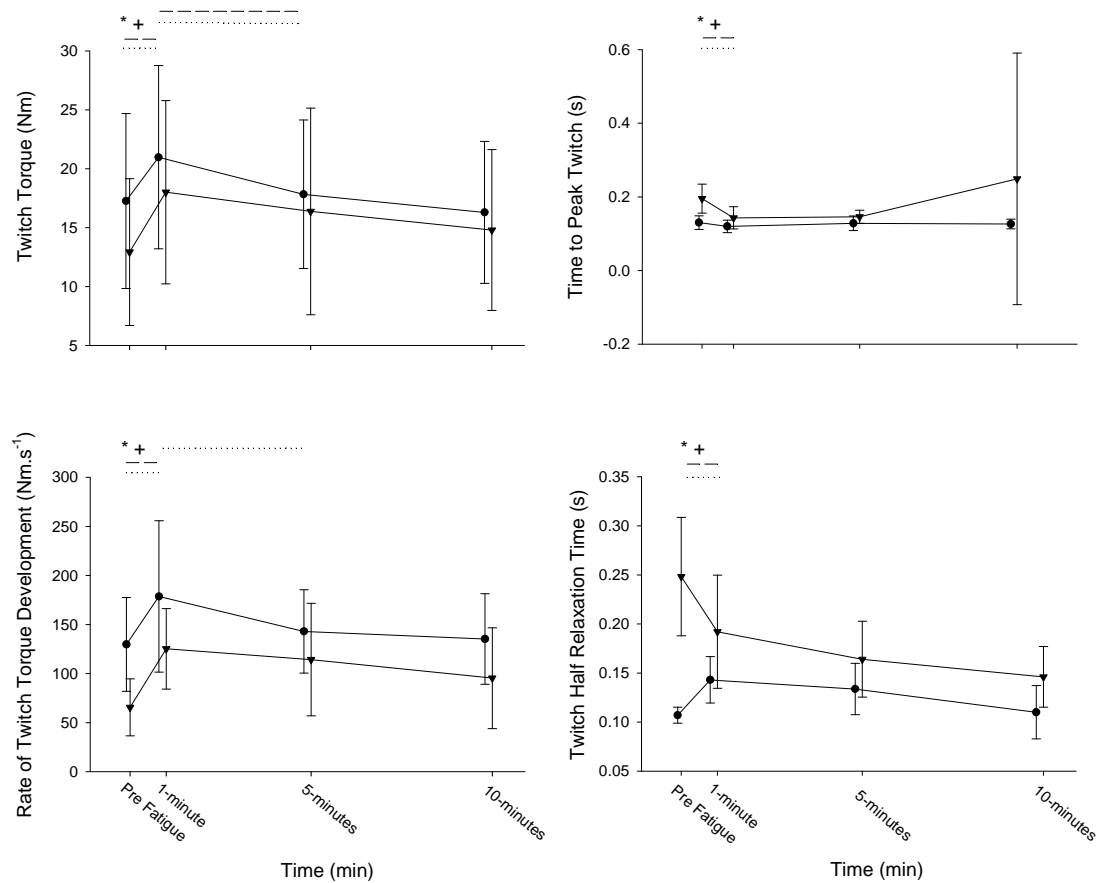 * +
Twitch Torque (Nm)
30
25
20
15
10
5
* +
Time to Peak Twitch (s)
0.6
0.4
0.2
0.0
-0.2
* +
Rate of Twitch Torque Development (Nm.s-1)
300
250
200
150
100
50
0
Pre Fatigue
1-minute
5-minutes
10-minutes
Time (min)
* +
Twitch Half Relaxation Time (s)
0.35
0.30
0.25
0.20
0.15
0.10
0.05
Pre Fatigue
1-minute
5-minutes
10-minutes
Time (min)